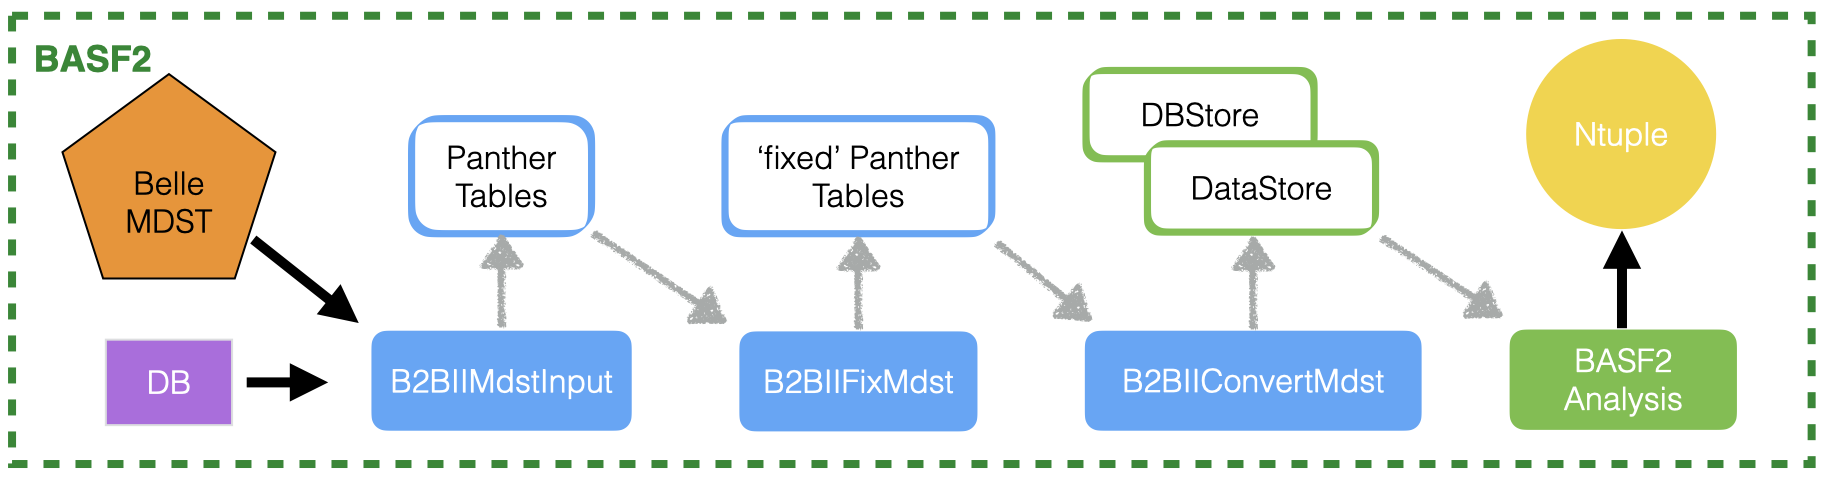 BASF2
Belle
MDST
DB
Panther
Tables
B2BIIMdstInput
‘fixed’ Panther
Tables
B2BIIFixMdst
DBStore
DataStore
B2BIIConvertMdst
Ntuple
BASF2
Analysis